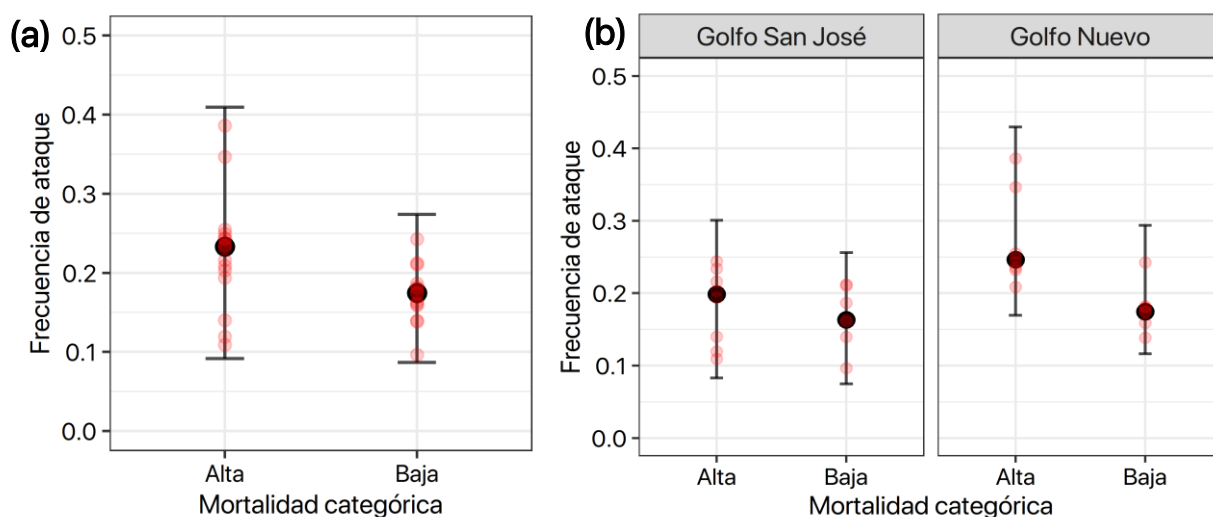 (a)
0.5
0.4
0.3
0.2
0.1
0.0
Frecuencia de ataque
Alta
Baja
Mortalidad categórica
(b)
Golfo San José
Golfo Nuevo
0.5
0.4
0.3
0.2
0.1
0.0
Frecuencia de ataque
Alta
Baja
Alta
Baja
Mortalidad categórica